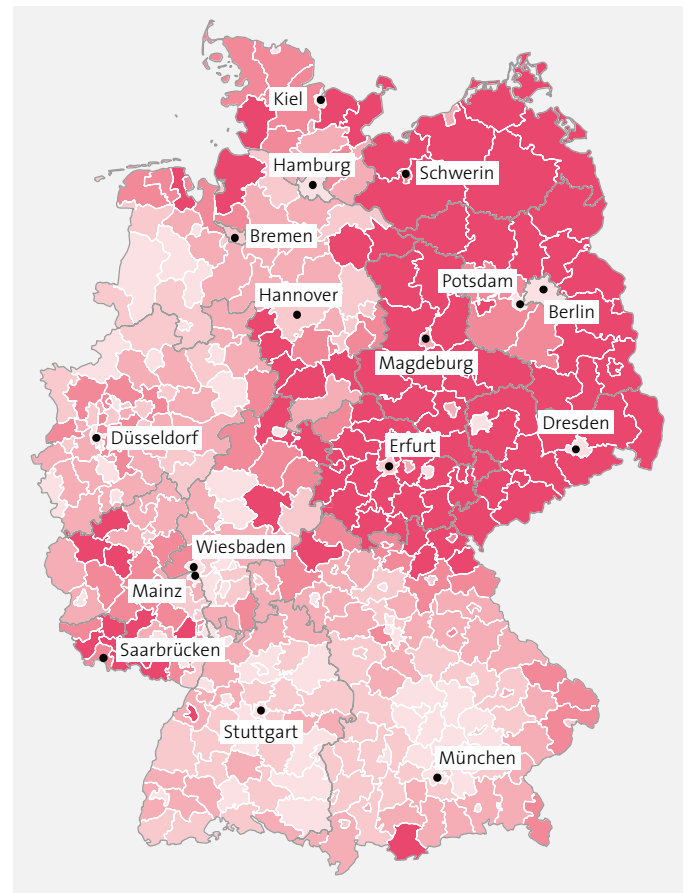 Kiel
Hamburg
Schwerin
Bremen
Potsdam
Hannover
Berlin
Magdeburg
Dresden
Düsseldorf
Erfurt
Wiesbaden
Mainz
Saarbrücken
Stuttgart
München